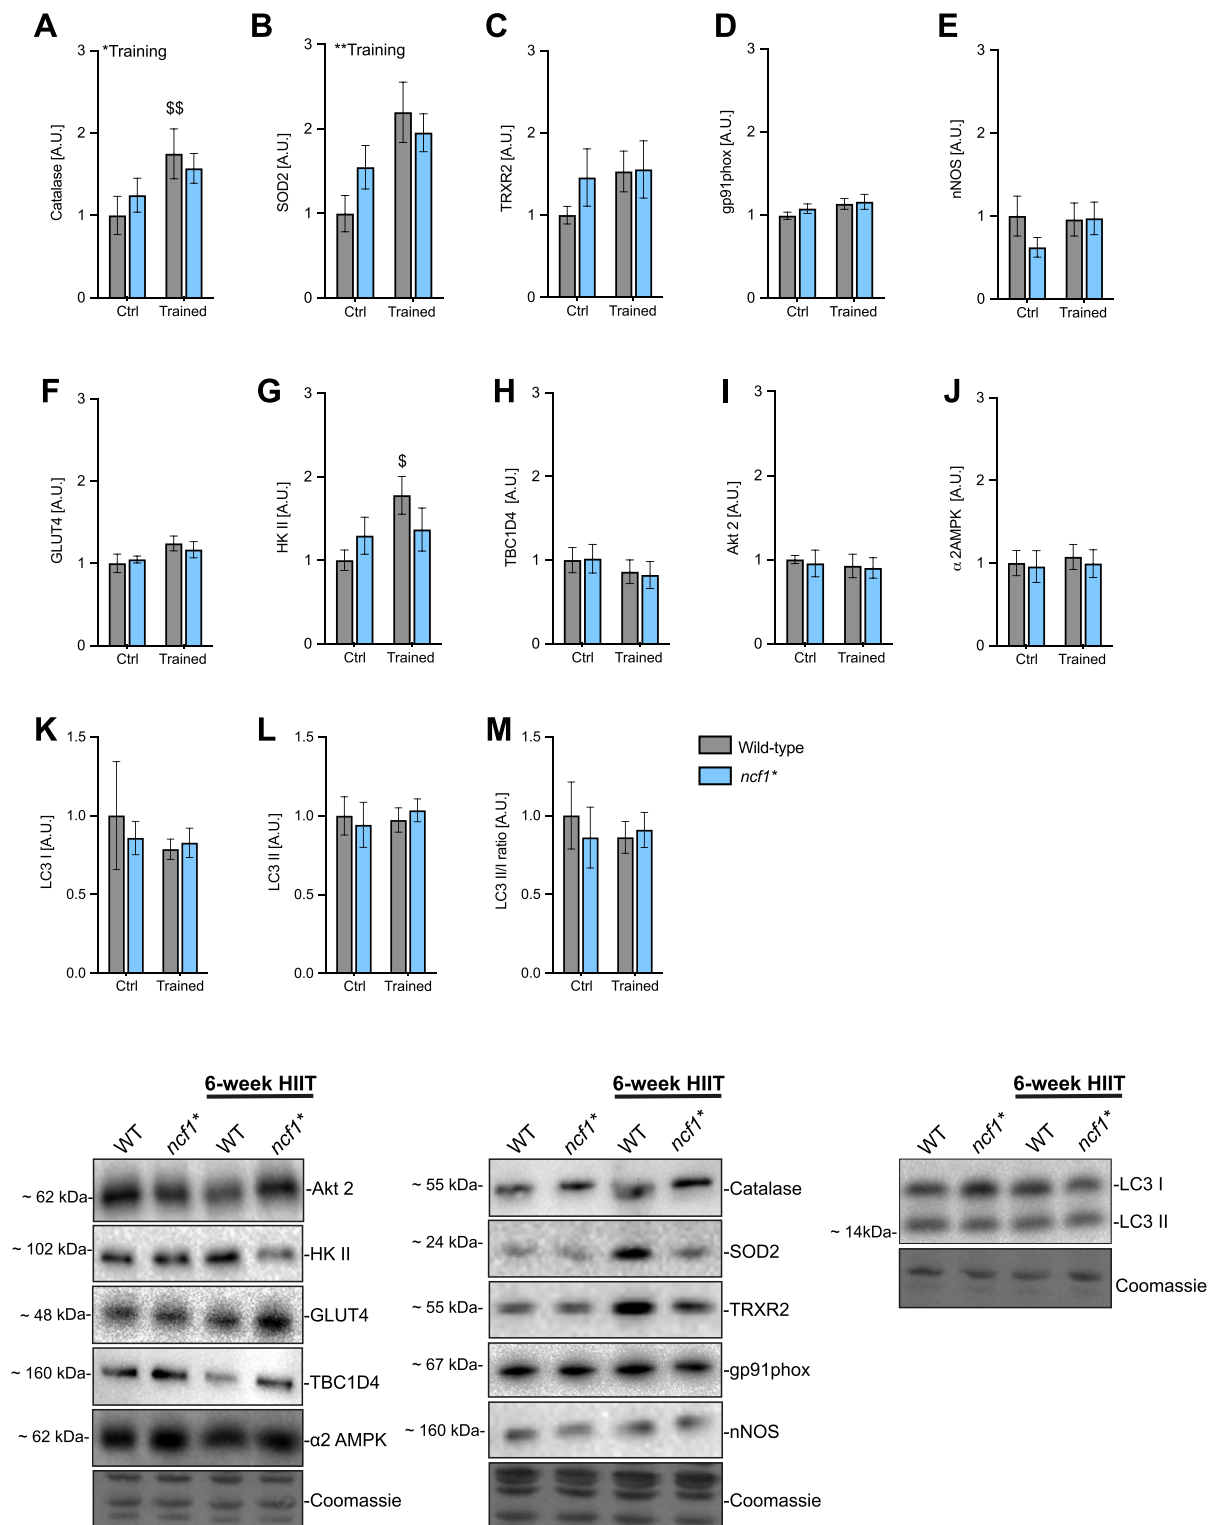 A
*Training
Catalase [A.U.]
3
2
1
0
$$
Ctrl
Trained
B
**Training
SOD2 [A.U.]
3
2
1
0
Ctrl
Trained
C
TRXR2 [A.U.]
3
2
1
0
Ctrl
Trained
D
gp91phox [A.U.]
3
2
1
0
Ctrl
Trained
E
nNOS [A.U.]
3
2
1
0
Ctrl
Trained
F
GLUT4 [A.U.]
3
2
1
0
Ctrl
Trained
G
HK II [A.U.]
3
2
1
0
$
Ctrl
Trained
H
TBC1D4 [A.U.]
3
2
1
0
Ctrl
Trained
I
Akt 2 [A.U.]
3
2
1
0
Ctrl
Trained
J
α 2AMPK [A.U.]
3
2
1
0
Ctrl
Trained
K
LC3 I [A.U.]
1.5
1.0
0.5
0.0
Ctrl
Trained
L
LC3 II [A.U.]
1.5
1.0
0.5
0.0
Ctrl
Trained
M
LC3 II/I ratio [A.U.]
1.5
1.0
0.5
0.0
Ctrl
Trained
Wild-type
ncf1*
6-week HIIT
WT
ncf1*
WT
ncf1*
~ 62 kDa-
-Akt 2
~ 102 kDa-
-HK II
~ 48 kDa-
-GLUT4
~ 160 kDa-
-TBC1D4
~ 62 kDa-
-α2 AMPK
-Coomassie
6-week HIIT
WT
ncf1*
WT
ncf1*
~ 55 kDa-
-Catalase
~ 24 kDa-
-SOD2
~ 55 kDa-
-TRXR2
~ 67 kDa-
-gp91phox
~ 160 kDa-
-nNOS
-Coomassie
6-week HIIT
WT
ncf1*
WT
ncf1*
-LC3 I
~ 14kDa-
-LC3 II
Coomassie